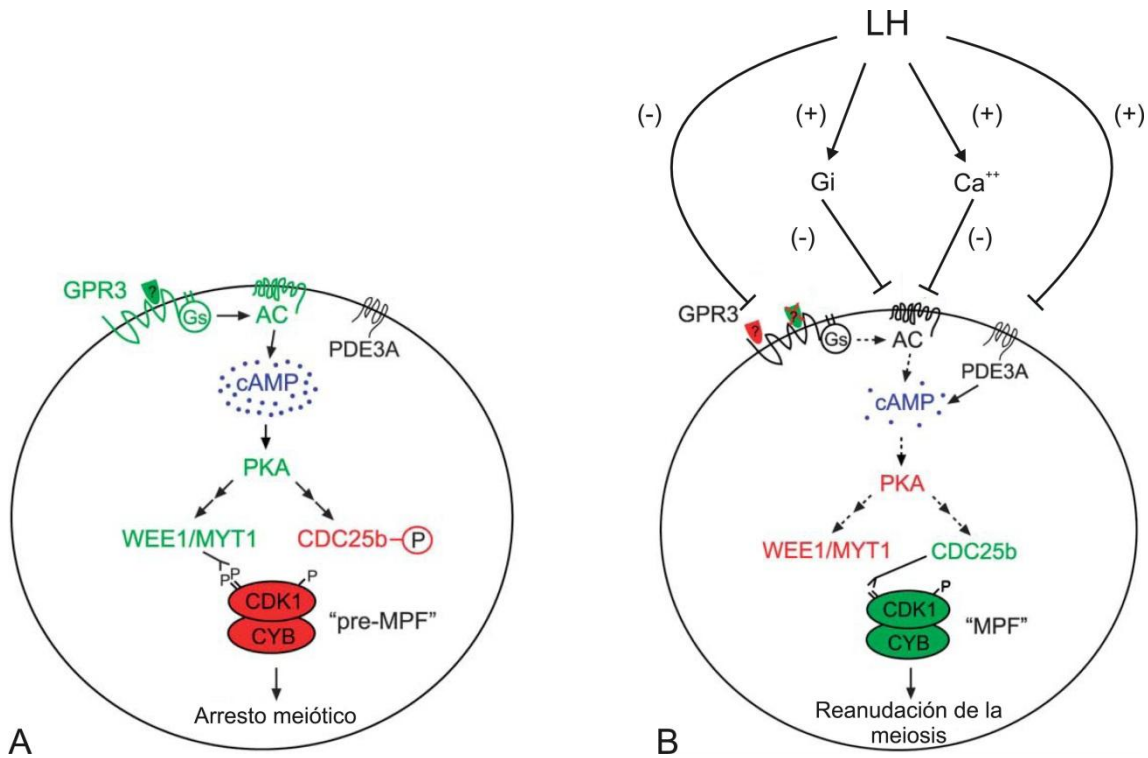 GPR3
?
Gs
AC
PDE3A
cAMP
PKA
WEE1/MYT1
CDC25b
P
P
P
P
CDK1
CYB
"pre-MPF"
Arresto meiótico
A
LH
(-)
(+)
(+)
(+)
Gi
Ca++
(-)
(-)
GPR3
?
?
Gs
AC
PDE3A
cAMP
PKA
WEE1/MYT1
CDC25b
P
CDK1
CYB
"MPF"
Reanudación de la
meiosis
B